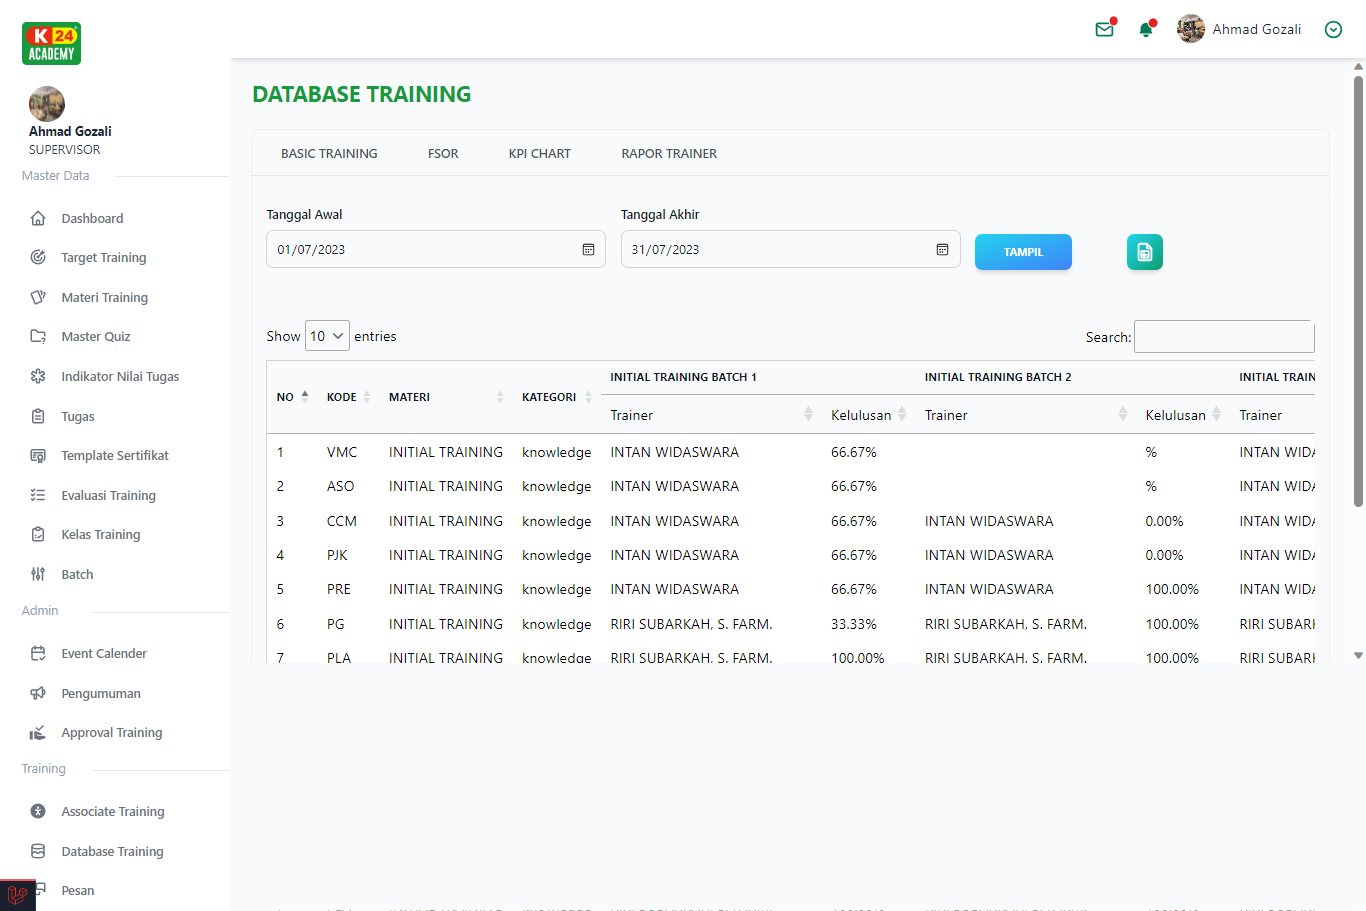 K 24
ACADEMY
Ahmad Gozali
Ahmad Gozali
SUPERVISOR
Master Data
Dashboard
Target Training
Materi Training
Master Quiz
Indikator Nilai Tugas
Tugas
Template Sertifikat
Evaluasi Training
Kelas Training
Batch
Admin
Event Calender
Pengumuman
Approval Training
Training
Associate Training
Database Training
Pesan
DATABASE TRAINING
BASIC TRAINING FSOR KPI CHART RAPOR TRAINER
Tanggal Awal Tanggal Akhir
01/07/2023 31/07/2023 TAMPIL
Show 10 entries Search:
INITIAL TRAINING BATCH 1 INITIAL TRAINING BATCH 2 INITIAL TRAIN
NO KODE MATERI KATEGORI
Trainer Kelulusan Trainer Kelulusan Trainer
1 VMC INITIAL TRAINING knowledge INTAN WIDASWARA 66.67% % INTAN WIDA
2 ASO INITIAL TRAINING knowledge INTAN WIDASWARA 66.67% % INTAN WIDA
3 CCM INITIAL TRAINING knowledge INTAN WIDASWARA 66.67% INTAN WIDASWARA 0.00% INTAN WIDA
4 PJK INITIAL TRAINING knowledge INTAN WIDASWARA 66.67% INTAN WIDASWARA 0.00% INTAN WIDA
5 PRE INITIAL TRAINING knowledge INTAN WIDASWARA 66.67% INTAN WIDASWARA 100.00% INTAN WIDA
6 PG INITIAL TRAINING knowledge RIRI SUBARKAH, S. FARM. 33.33% RIRI SUBARKAH, S. FARM. 100.00% RIRI SUBARK
7 PLA INITIAL TRAINING knowledge RIRI SUBARKAH, S. FARM. 100.00% RIRI SUBARKAH, S. FARM. 100.00% RIRI SUBARK